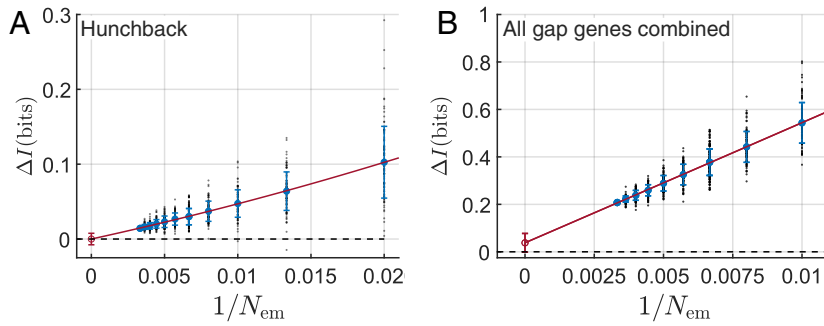 A
Hunchback
0.3
0.2
0.1
0
ΔI(bits)
0 0.005 0.01 0.015 0.02
1/N_em
B
All gap genes combined
1
0.8
0.6
0.4
0.2
0
ΔI(bits)
0 0.0025 0.005 0.0075 0.01
1/N_em